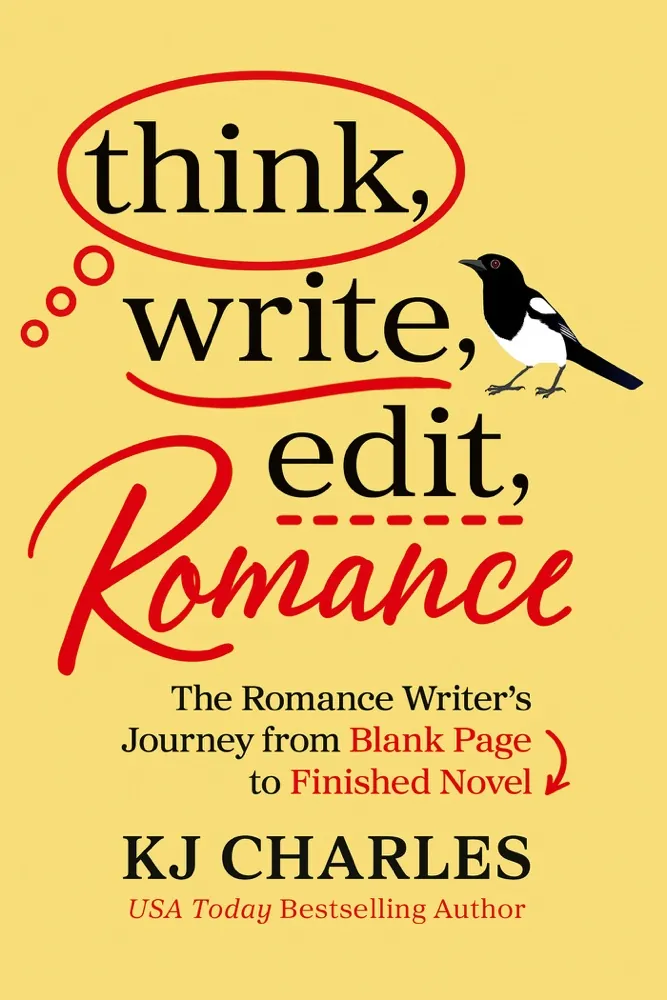 think,
write,
edit,
Romance
The Romance Writer’s
Journey from Blank Page
to Finished Novel
KJ CHARLES
USA Today Bestselling Author